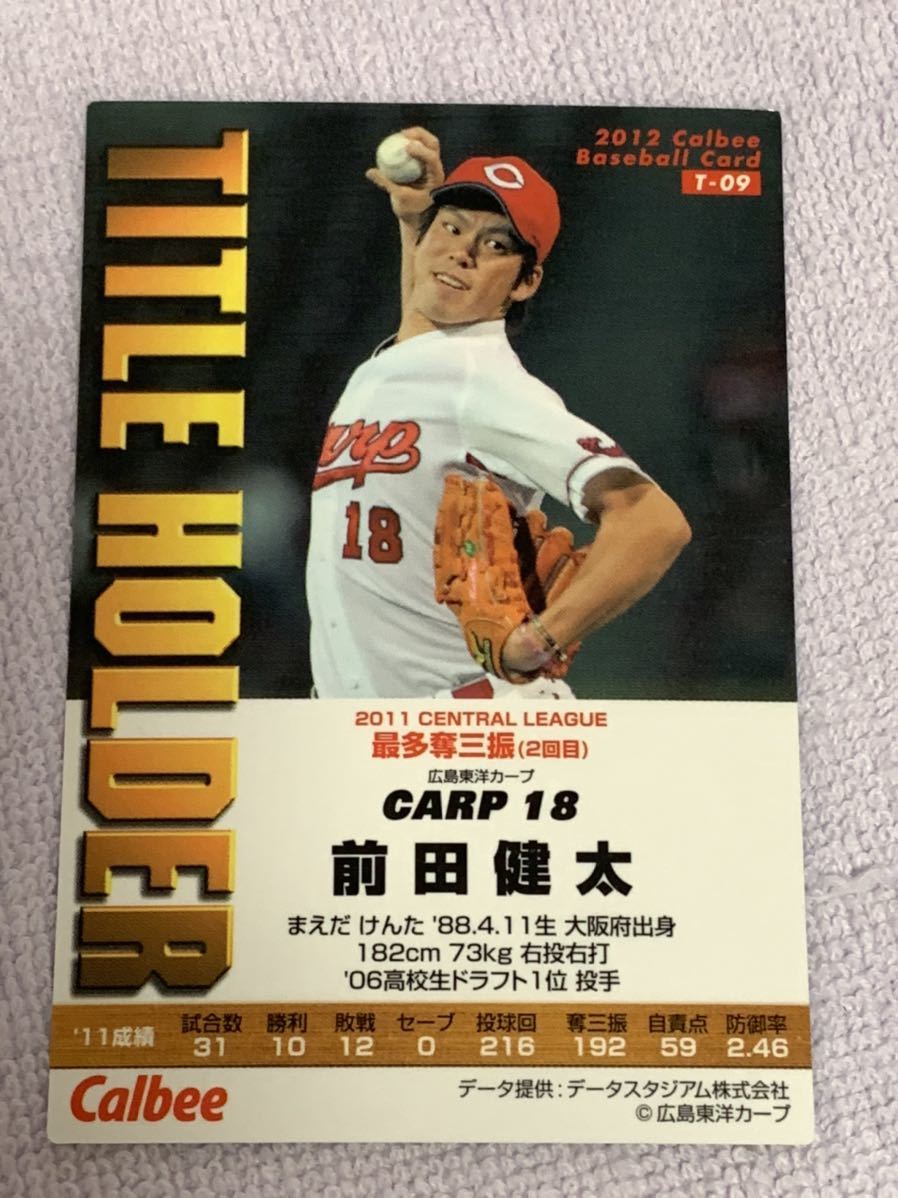 2012 Calbee
Baseball Card
T-09
TITLE HOLDER
C
arp
18
2011 CENTRAL LEAGUE
最多奪三振(2回目)
広島東洋カープ
CARP 18
前田健太
まえだ けんた '88.4.11生 大阪府出身
182cm 73kg 右投右打
'06高校生ドラフト1位 投手
'11成績 試合数 勝利 敗戦 セーブ 投球回 奪三振 自責点 防御率
31 10 12 0 216 192 59 2.46
Calbee
データ提供:データスタジアム株式会社
©広島東洋カープ